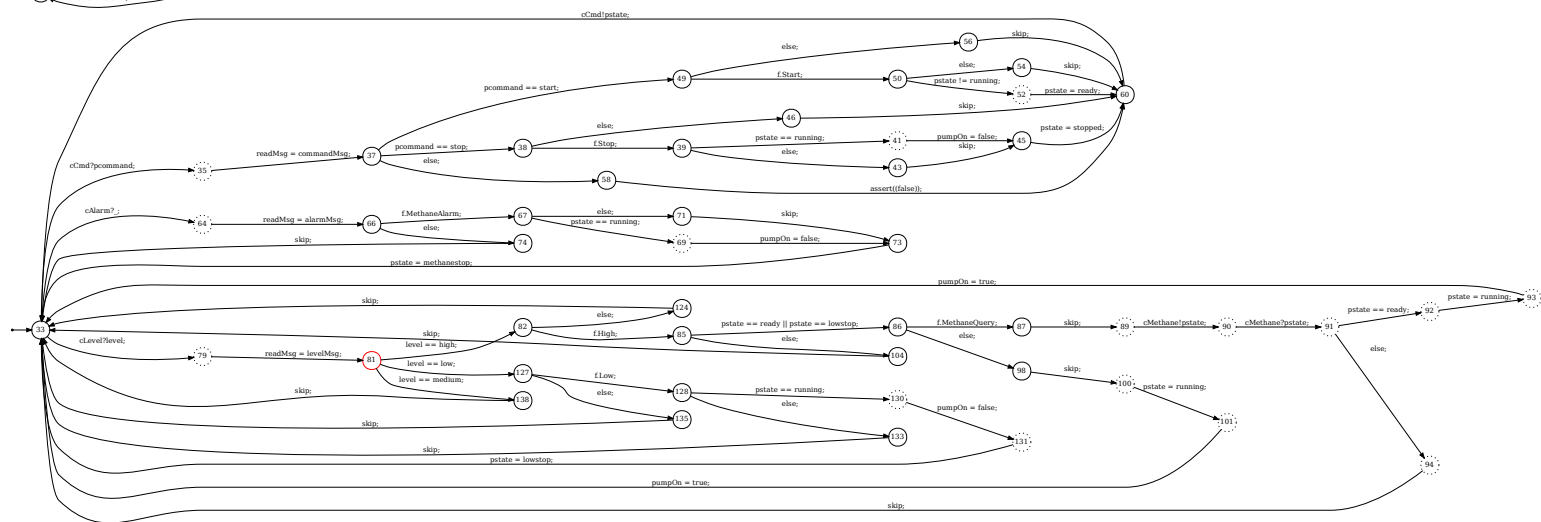 cCmd!pstate;
56
skip;
else;
54
else;
skip;
49
f.Start;
50
pstate != running;
52
pstate = ready;
60
pcommand == start;
46
skip;
else;
pstate = stopped;
pstate == running;
41
pumpOn = false;
45
37
pcommand == stop;
38
f.Stop;
39
else;
skip;
43
readMsg = commandMsg;
else;
cCmd?pcommand;
35
58
assert((false));
cAlarm?_;
64
readMsg = alarmMsg;
66
f.MethaneAlarm;
67
else;
71
skip;
pstate == running;
else;
69
pumpOn = false;
73
skip;
74
pstate = methanestop;
pumpOn = true;
93
skip;
124
pstate = running;
pstate == ready;
92
else;
33
82
skip;
f.High;
85
pstate == ready || pstate == lowstop;
86
f.MethaneQuery;
87
skip;
89
cMethane!pstate;
90
cMethane?pstate;
91
cLevel?level;
level == high;
else;
else;
else;
79
readMsg = levelMsg;
81
level == low;
104
127
f.Low;
98
skip;
level == medium;
100
skip;
138
else;
128
pstate == running;
130
pstate = running;
else;
pumpOn = false;
skip;
135
101
133
131
skip;
pstate = lowstop;
94
pumpOn = true;
skip;